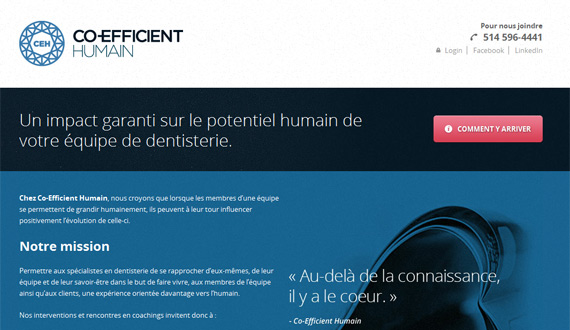 CEH
CO-EFFICIENT
HUMAIN
Pour nous joindre
514 596-4441
Login | Facebook | LinkedIn
Un impact garanti sur le potentiel humain de
votre équipe de dentisterie.
COMMENT Y ARRIVER
Chez Co-Efficient Humain, nous croyons que lorsque les membres d'une équipe
se permettent de grandir humainement, ils peuvent à leur tour influencer
positivement l'évolution de celle-ci.
Notre mission
Permettre aux spécialistes en dentisterie de se rapprocher d'eux-mêmes, de leur
équipe et de leur savoir-être dans le but de faire vivre, aux membres de l'équipe
ainsi qu'aux clients, une expérience orientée davantage vers l'humain.
Nos interventions et rencontres en coachings invitent donc à :
« Au-delà de la connaissance,
il y a le coeur. »
- Co-Efficient Humain